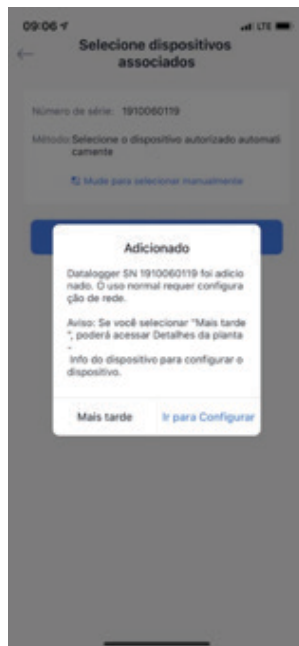 09:06
LTE
Selecione dispositivos
associados
Número de série: 1910060119
Método: Selecione o dispositivo autorizado automati
camente
Mude para selecionar manualmente
Adicionado
Datalogger SN 1910060119 foi adicio
nado. O uso normal requer configura
ção de rede.
Aviso: Se você selecionar "Mais tarde
", poderá acessar Detalhes da planta
-
Info do dispositivo para configurar o
dispositivo.
Mais tarde
Ir para Configurar